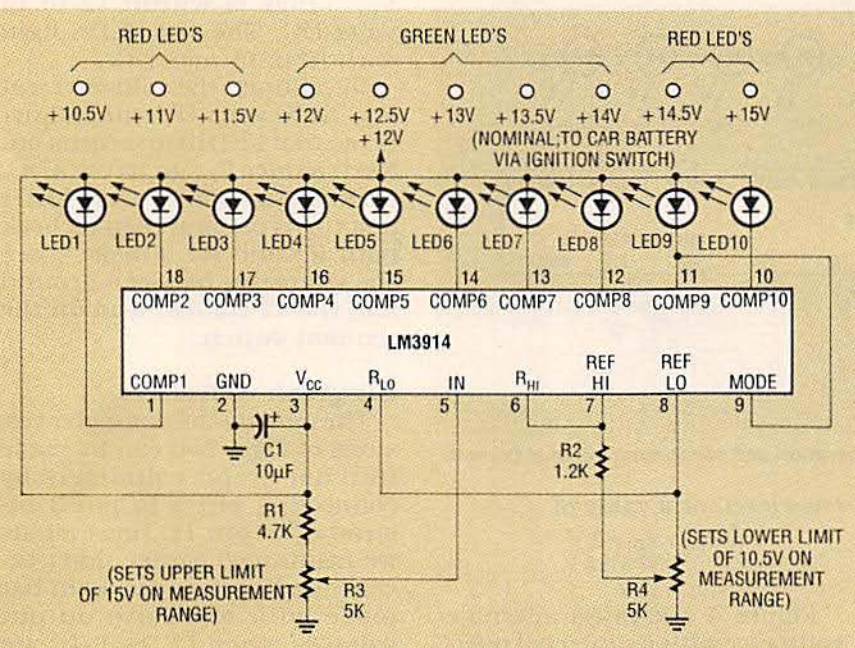 RED LED'S GREEN LED'S RED LED'S
+10.5V +11V +11.5V +12V +12.5V +13V +13.5V +14V +14.5V +15V
+12V
(NOMINAL; TO CAR BATTERY
VIA IGNITION SWITCH)
LED1 LED2 LED3 LED4 LED5 LED6 LED7 LED8 LED9 LED10
18 17 16 15 14 13 12 11 10
COMP2 COMP3 COMP4 COMP5 COMP6 COMP7 COMP8 COMP9 COMP10
LM3914
COMP1 GND VCC RLO IN RHI REF HI REF LO MODE
1 2 3 4 5 6 7 8 9
+
C1
10µF
R2
1.2K
R1
4.7K
(SETS UPPER LIMIT
OF 15V ON MEASUREMENT
RANGE)
R3
5K
R4
5K
(SETS LOWER LIMIT
OF 10.5V ON
MEASUREMENT
RANGE)